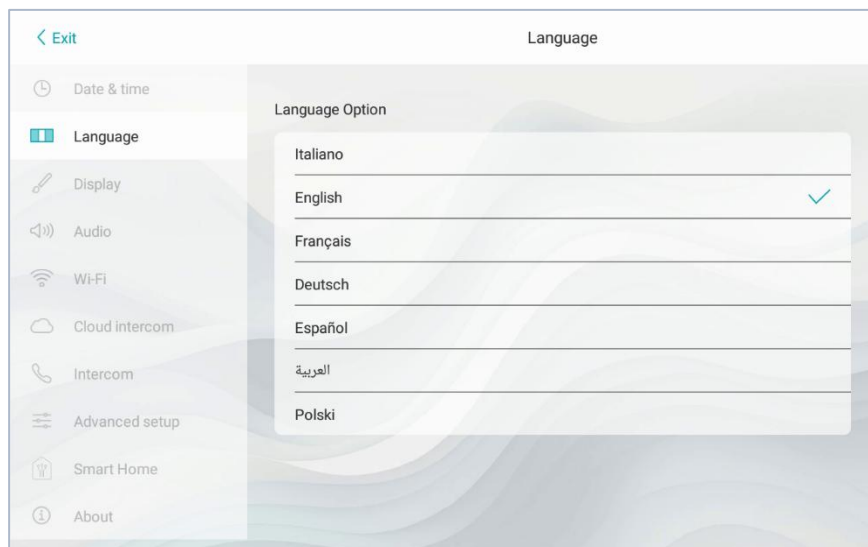 Exit
Language
Date & time
Language
Display
Audio
Wi-Fi
Cloud intercom
Intercom
Advanced setup
Smart Home
About
Language Option
Italiano
English
Français
Deutsch
Español
العربية
Polski